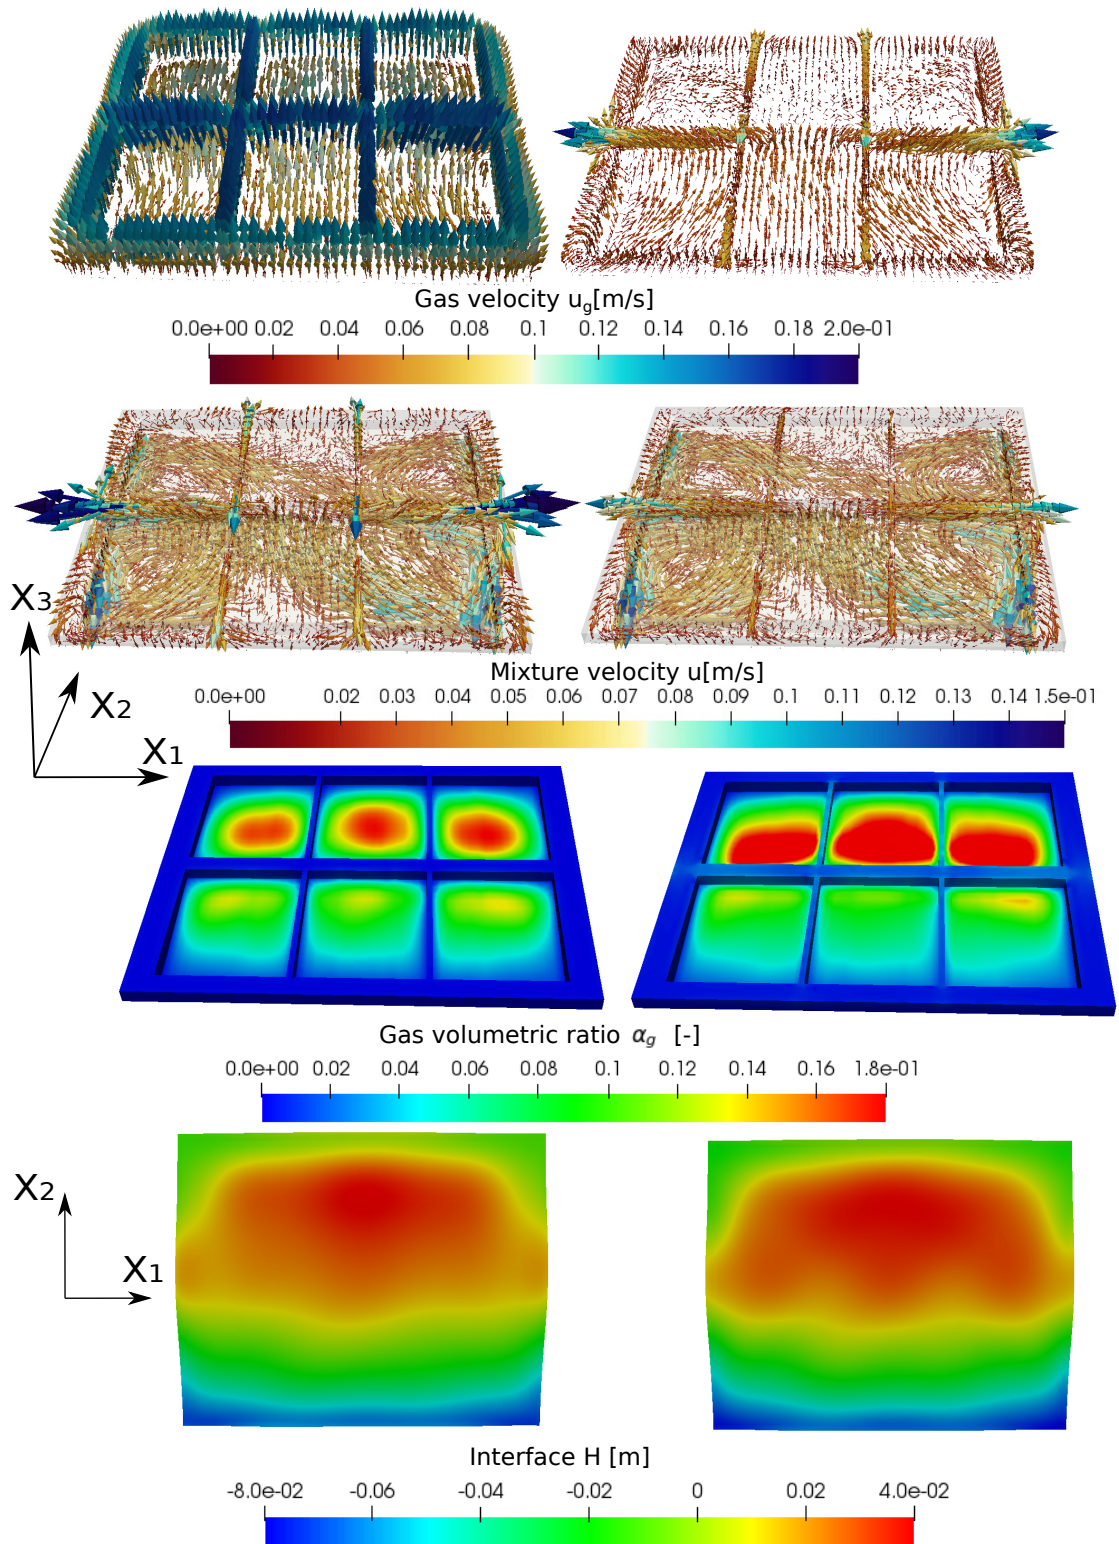 Gas velocity ug[m/s]
0.0e+00 0.02 0.04 0.06 0.08 0.1 0.12 0.14 0.16 0.18 2.0e-01
X3
X2
X1
Mixture velocity u[m/s]
0.0e+00 0.02 0.03 0.04 0.05 0.06 0.07 0.08 0.09 0.1 0.11 0.12 0.13 0.14 1.5e-01
Gas volumetric ratio αg [-]
0.0e+00 0.02 0.04 0.06 0.08 0.1 0.12 0.14 0.16 1.8e-01
X2
X1
Interface H [m]
-8.0e-02 -0.06 -0.04 -0.02 0 0.02 4.0e-02